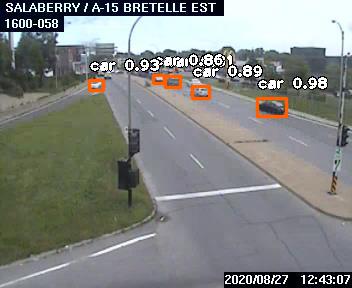 SALABERRY / A-15 BRETELLE EST
1600-058
car 0.93
car 0.89
car 0.98
2020/08/27 12:43:07